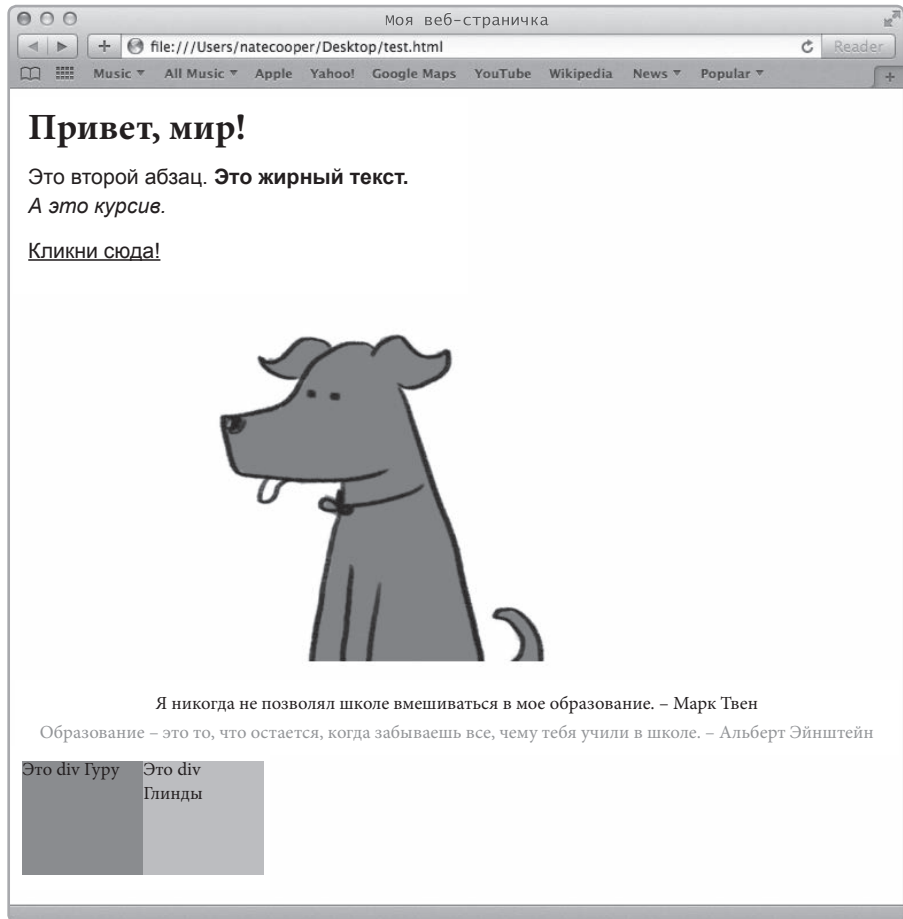 Моя веб-страничка
file:///Users/natecooper/Desktop/test.html
Reader
Music All Music Apple Yahoo! Google Maps YouTube Wikipedia News Popular
Привет, мир!
Это второй абзац. Это жирный текст.
А это курсив.
Кликни сюда!
Я никогда не позволял школе вмешиваться в мое образование. – Марк Твен
Образование – это то, что остается, когда забываешь все, чему тебя учили в школе. – Альберт Эйнштейн
Это div Гуру
Это div
Глинды